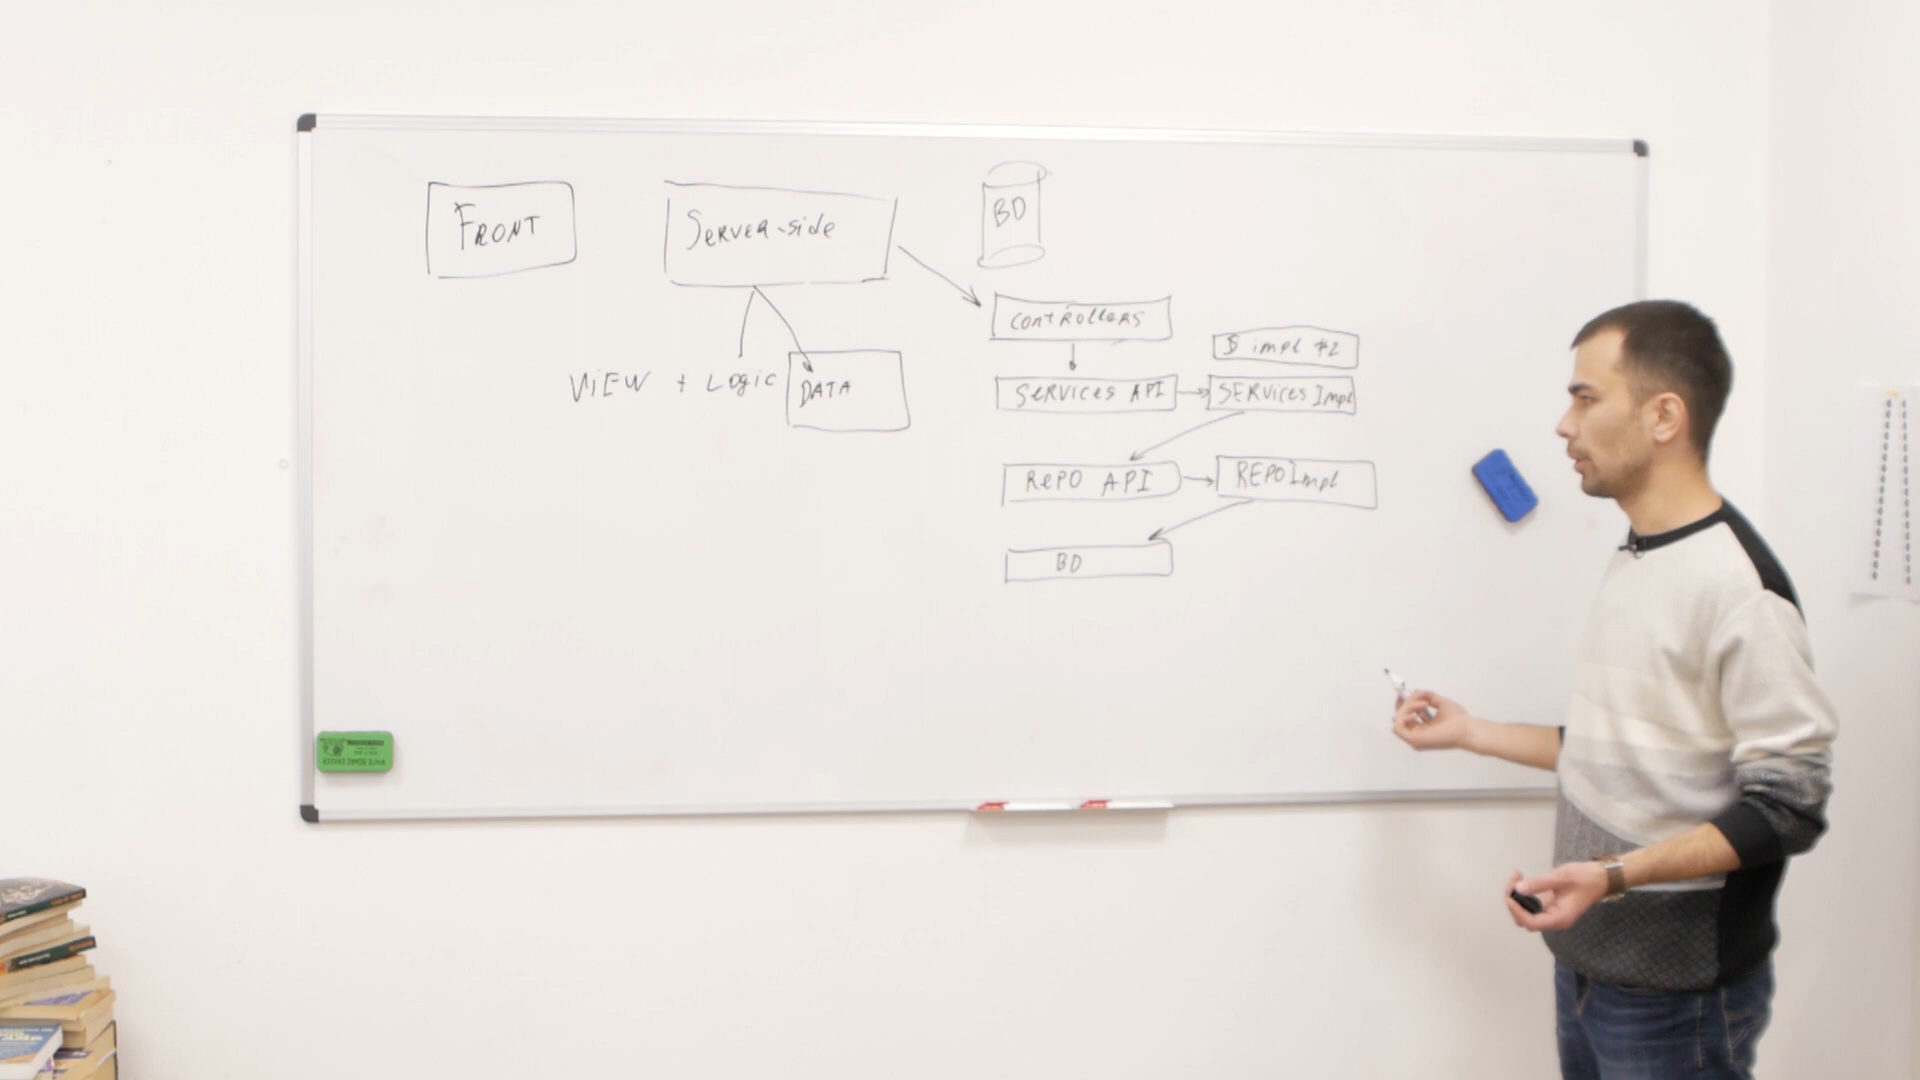 FRONT
Server-side
BD
controllers
$ impl #2
Services API
Services Impl
View + Logic
DATA
Repo API
REPO Impl
BD